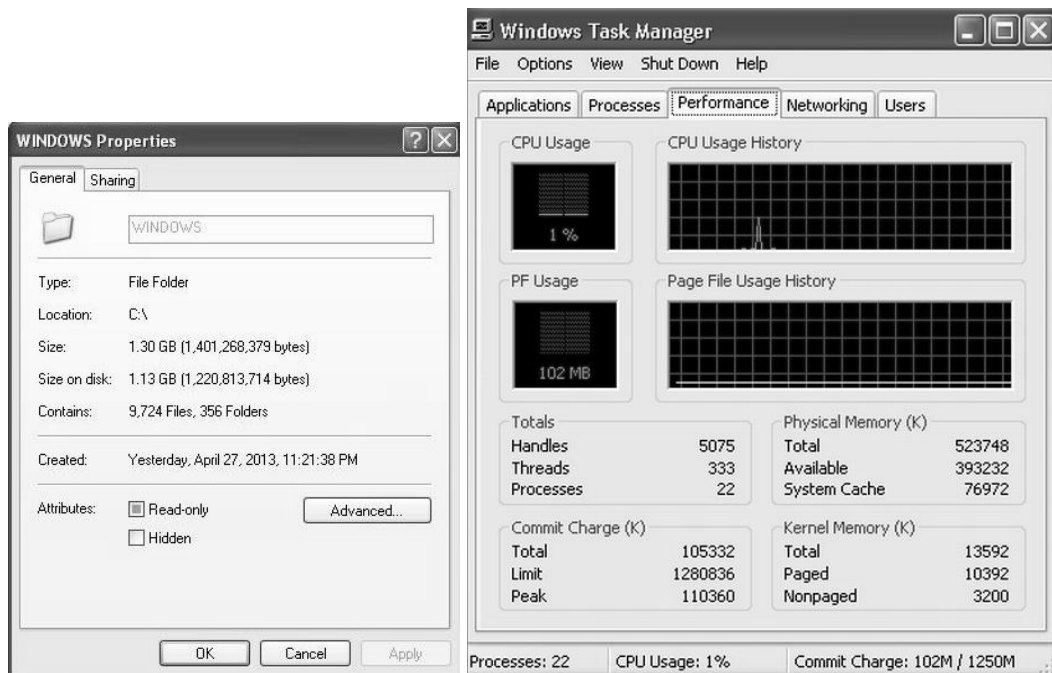 WINDOWS Properties
General Sharing
WINDOWS
Type: File Folder
Location: C:\
Size: 1.30 GB (1,401,268,379 bytes)
Size on disk: 1.13 GB (1,220,813,714 bytes)
Contains: 9,724 Files, 356 Folders
Created: Yesterday, April 27, 2013, 11:21:38 PM
Attributes: Read-only Advanced...
Hidden
OK Cancel Apply
Windows Task Manager
File Options View Shut Down Help
Applications Processes Performance Networking Users
CPU Usage CPU Usage History
1 %
PF Usage Page File Usage History
102 MB
Totals
Handles 5075
Threads 333
Processes 22
Physical Memory (K)
Total 523748
Available 393232
System Cache 76972
Commit Charge (K)
Total 105332
Limit 1280836
Peak 110360
Kernel Memory (K)
Total 13592
Paged 10392
Nonpaged 3200
Processes: 22 CPU Usage: 1% Commit Charge: 102M / 1250M